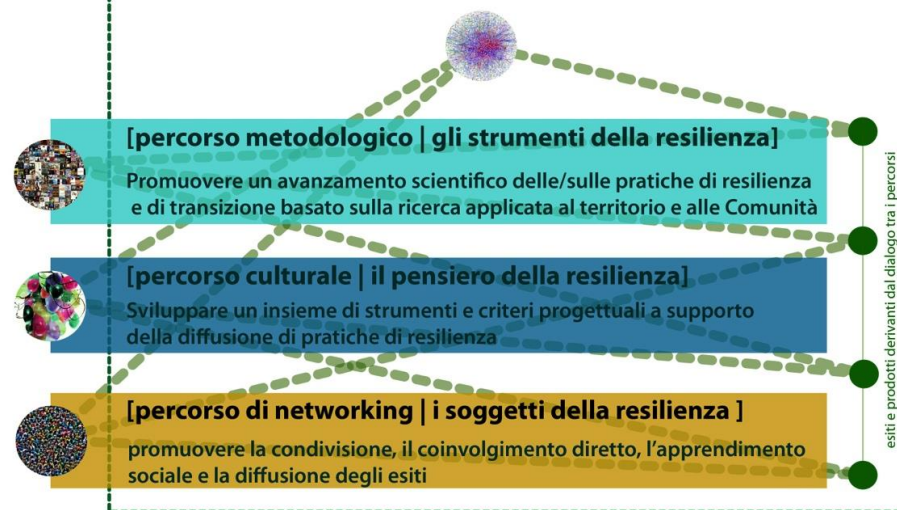 [percorso metodologico | gli strumenti della resilienza]
Promuovere un avanzamento scientifico delle/sulle pratiche di resilienza
e di transizione basato sulla ricerca applicata al territorio e alle Comunità
[percorso culturale | il pensiero della resilienza]
Sviluppare un insieme di strumenti e criteri progettuali a supporto
della diffusione di pratiche di resilienza
[percorso di networking | i soggetti della resilienza ]
promuovere la condivisione, il coinvolgimento diretto, l'apprendimento
sociale e la diffusione degli esiti
esiti e prodotti derivanti dal dialogo tra i percorsi